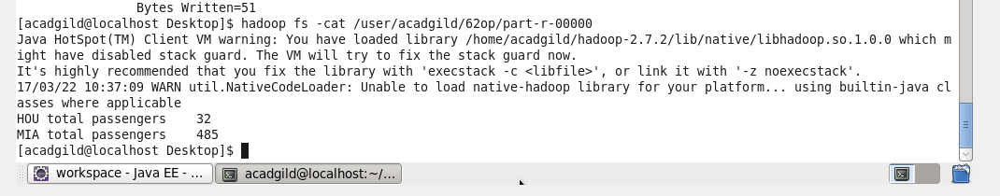 Bytes Written=51
[acadgild@localhost Desktop]$ hadoop fs -cat /user/acadgild/62op/part-r-00000
Java HotSpot(TM) Client VM warning: You have loaded library /home/acadgild/hadoop-2.7.2/lib/native/libhadoop.so.1.0.0 which m
ight have disabled stack guard. The VM will try to fix the stack guard now.
It's highly recommended that you fix the library with 'execstack -c <libfile>', or link it with '-z noexecstack'.
17/03/22 10:37:09 WARN util.NativeCodeLoader: Unable to load native-hadoop library for your platform... using builtin-java cl
asses where applicable
HOU total passengers    32
MIA total passengers    485
[acadgild@localhost Desktop]$
workspace - Java EE - ... acadgild@localhost:~/...